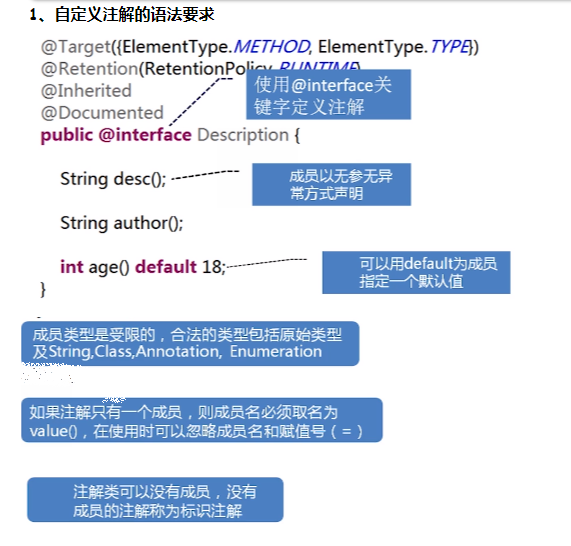 1、自定义注解的语法要求
@Target({ElementType.METHOD, ElementType.TYPE})
@Retention(RetentionPolicy.RUNTIME)
使用@interface关
键字定义注解
@Inherited
@Documented
public @interface Description {
String desc();
成员以无参无异
常方式声明
String author();
int age() default 18;
可以用default为成员
指定一个默认值
}
成员类型是受限的，合法的类型包括原始类型
及String,Class,Annotation, Enumeration
如果注解只有一个成员，则成员名必须取名为
value()，在使用时可以忽略成员名和赋值号（=）
注解类可以没有成员，没有
成员的注解称为标识注解